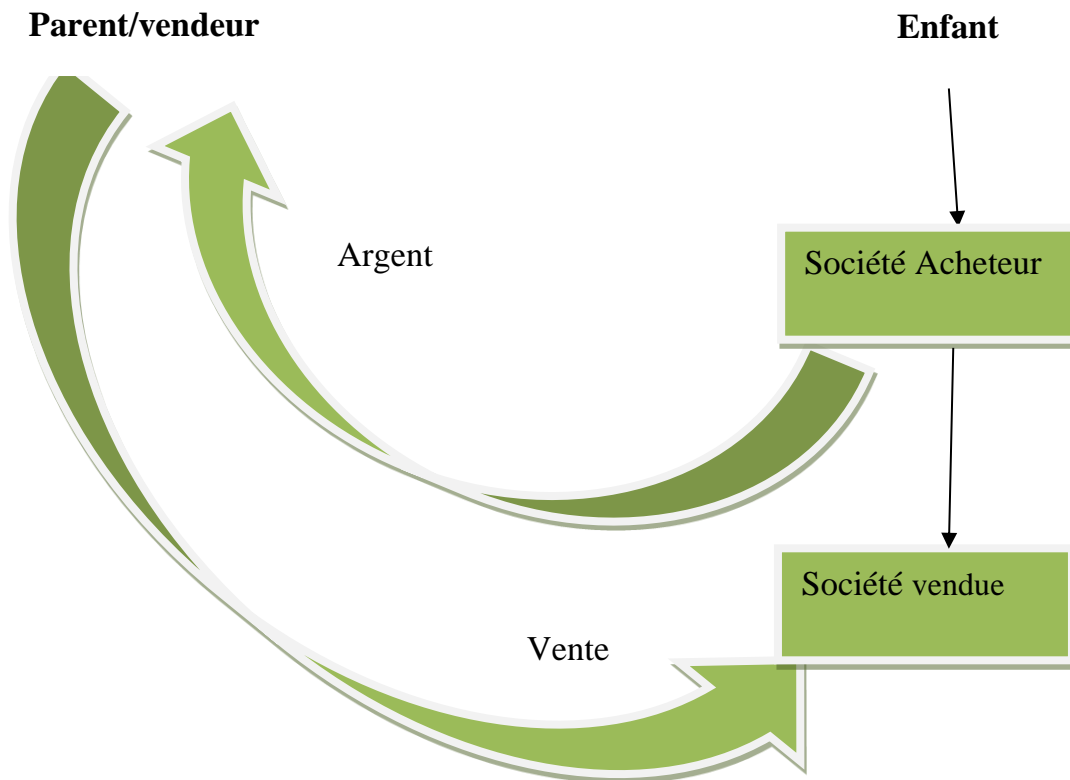 Parent/vendeur
Enfant
Argent
Société Acheteur
Société vendue
Vente